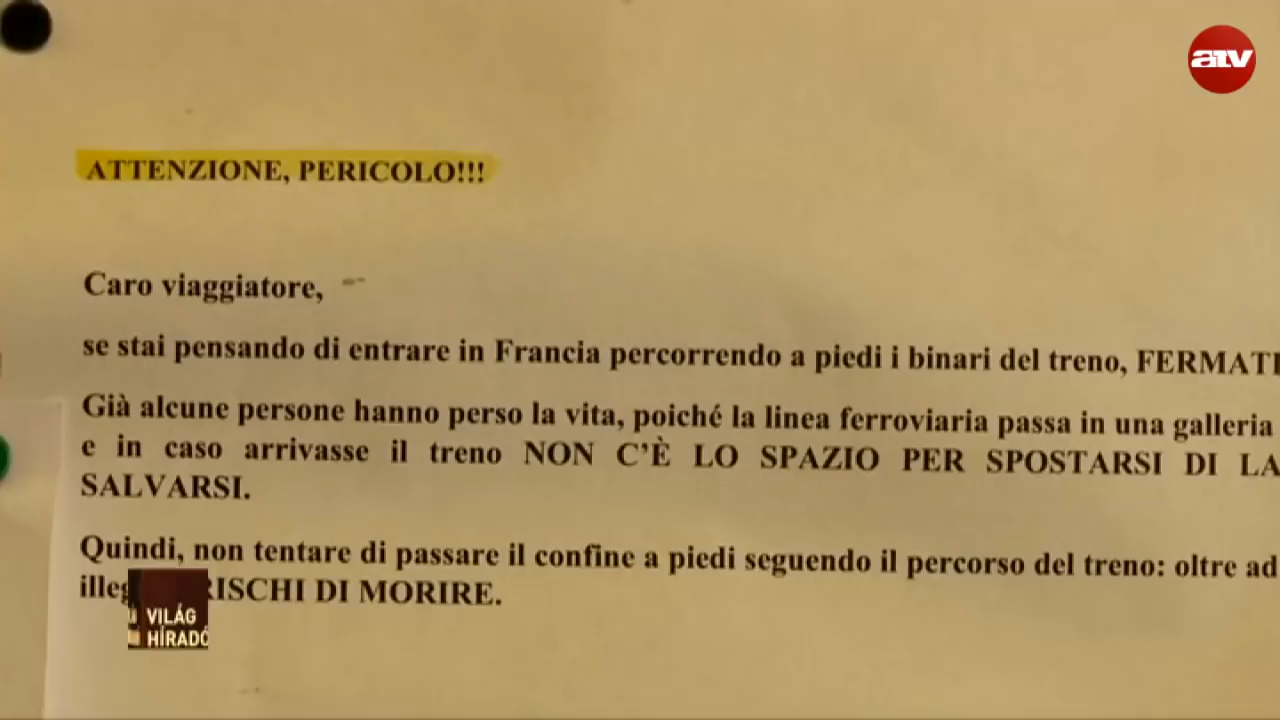 atv
ATTENZIONE, PERICOLO!!!
Caro viaggiatore,
se stai pensando di entrare in Francia percorrendo a piedi i binari del treno, FERMATI
Già alcune persone hanno perso la vita, poiché la linea ferroviaria passa in una galleria
e in caso arrivasse il treno NON C'È LO SPAZIO PER SPOSTARSI DI LA
SALVARSI.
Quindi, non tentare di passare il confine a piedi seguendo il percorso del treno: oltre ad
RISCHI DI MORIRE.
VILÁG
HÍRADÓ